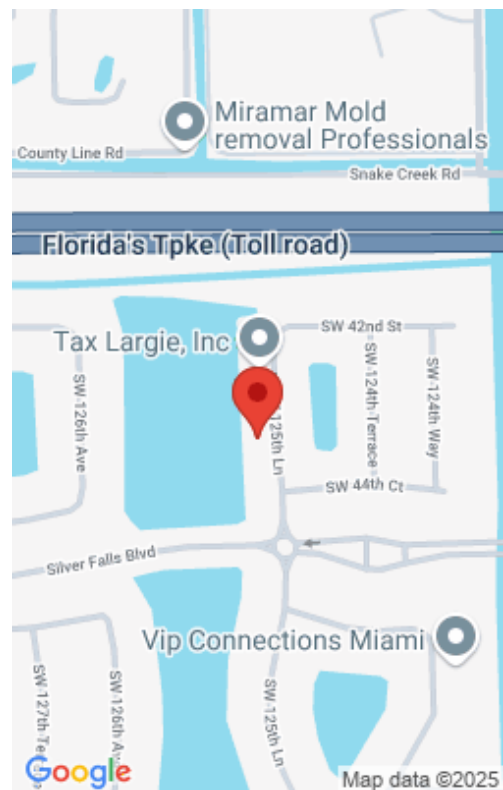 Miramar Mold
removal Professionals
County Line Rd
Snake Creek Rd
Florida's Tpke (Toll road)
SW 42nd St
Tax Largie, Inc
SW 126th Ave
125th Ln
SW 124th Terrace
SW 124th Way
SW 44th Ct
Silver Falls Blvd
Vip Connections Miami
SW 127th Ter
SW 126th Av
SW 125th Ln
Google
Map data ©2025